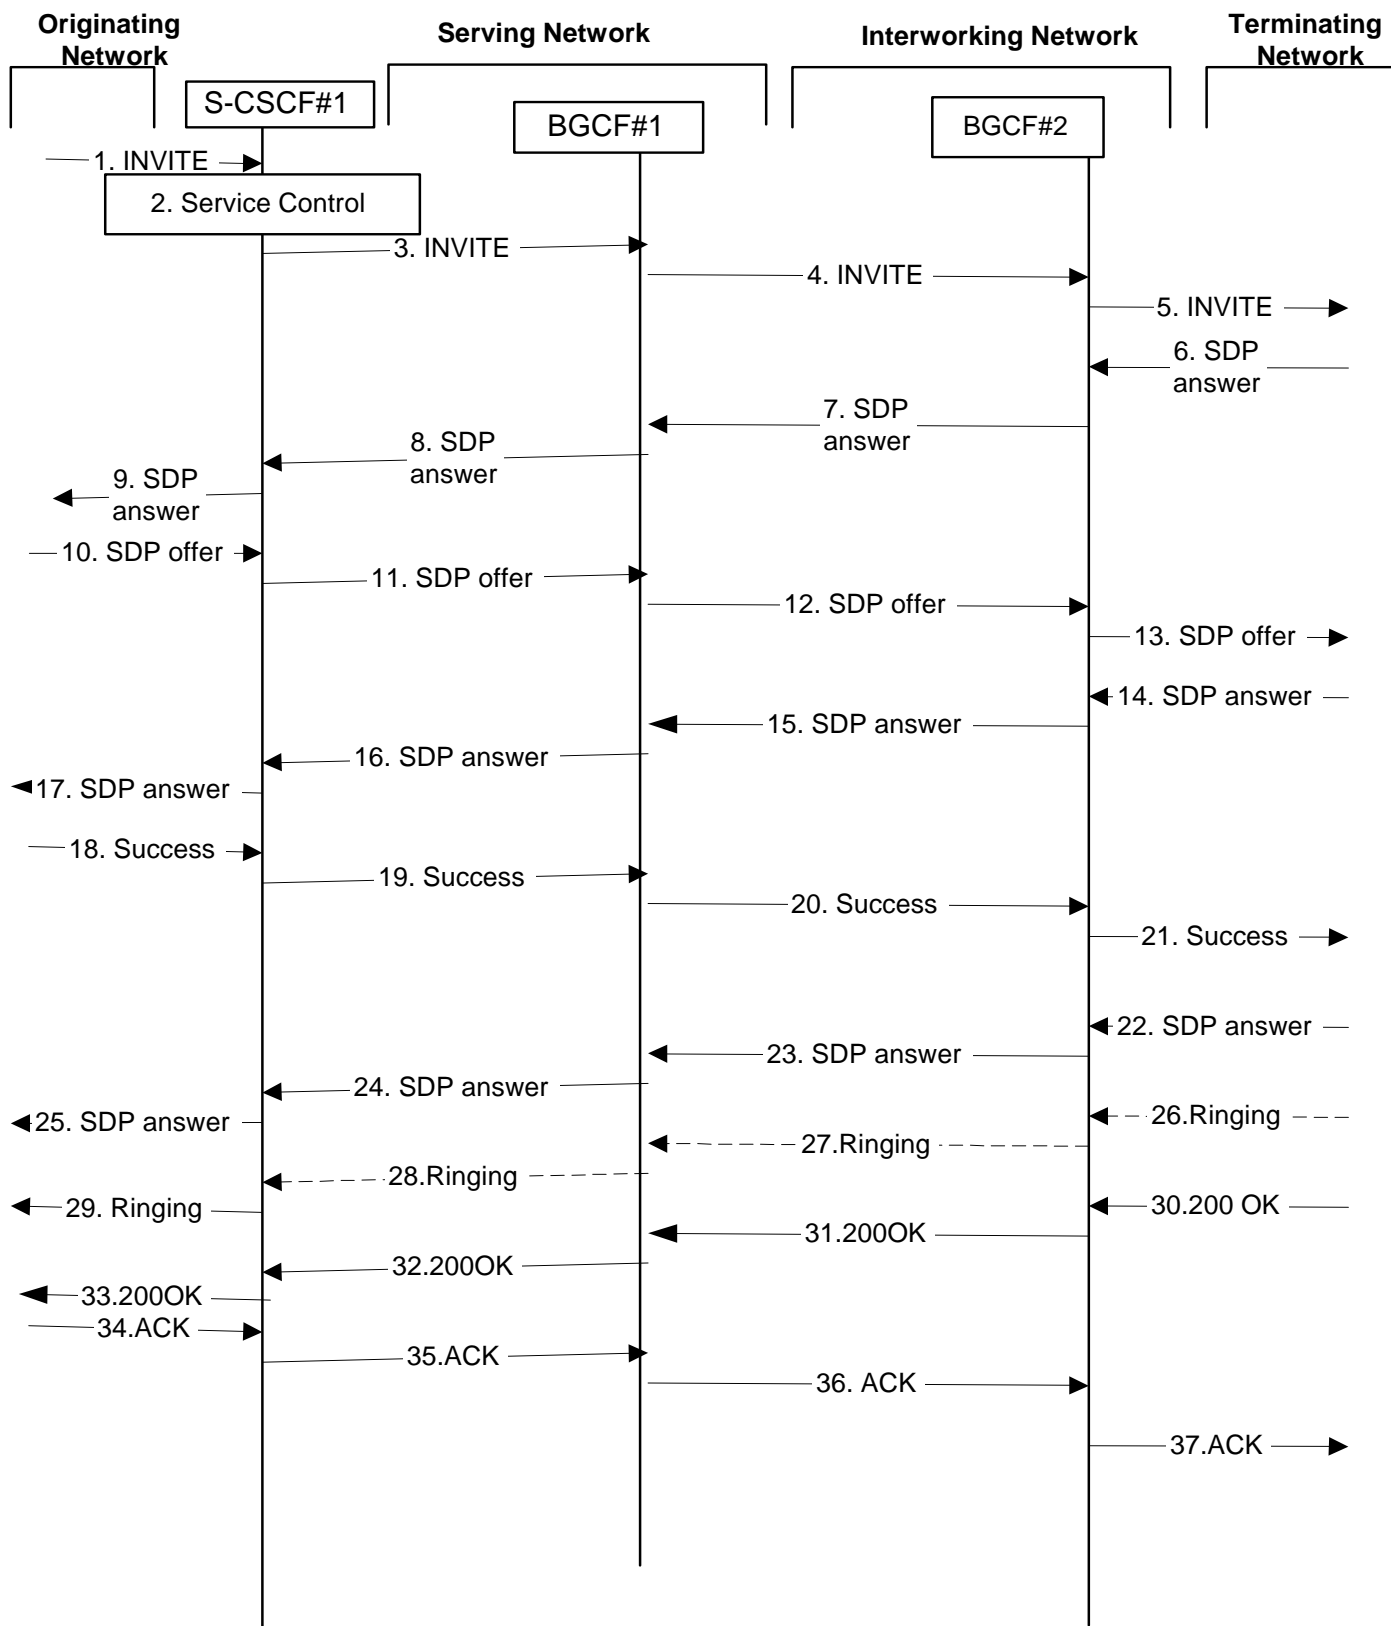 Originating
Network
Serving Network
Interworking Network
Terminating
Network
S-CSCF#1
BGCF#1
BGCF#2
1. INVITE
2. Service Control
3. INVITE
4. INVITE
5. INVITE
6. SDP
answer
7. SDP
answer
8. SDP
answer
9. SDP
answer
10. SDP offer
11. SDP offer
12. SDP offer
13. SDP offer
14. SDP answer
15. SDP answer
16. SDP answer
17. SDP answer
18. Success
19. Success
20. Success
21. Success
22. SDP answer
23. SDP answer
24. SDP answer
25. SDP answer
26.Ringing
27.Ringing
28.Ringing
29. Ringing
30.200 OK
31.200OK
32.200OK
33.200OK
34.ACK
35.ACK
36. ACK
37.ACK